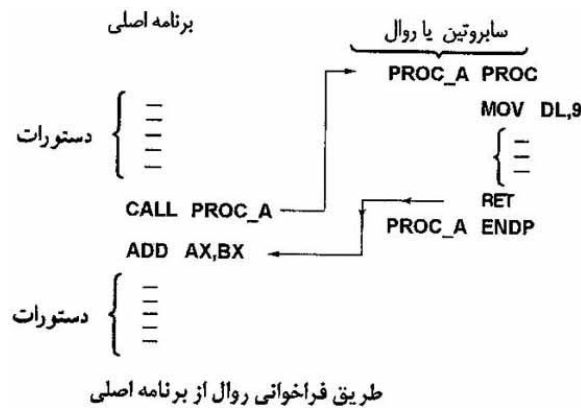 برنامه اصلی
سابروتین یا روال
PROC_A PROC
MOV DL,9
دستورات
CALL PROC_A
RET
PROC_A ENDP
ADD AX,BX
دستورات
طریق فراخوانی روال از برنامه اصلی